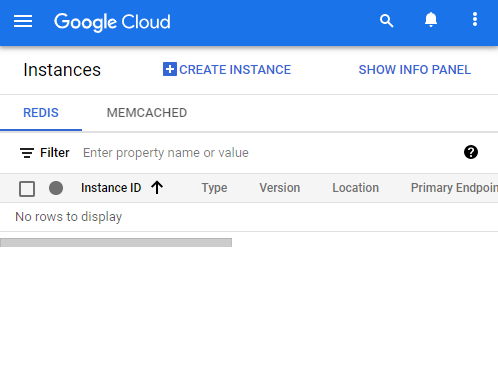 Google Cloud
Instances CREATE INSTANCE SHOW INFO PANEL
REDIS MEMCACHED
Filter Enter property name or value
Instance ID Type Version Location Primary Endpoin
No rows to display